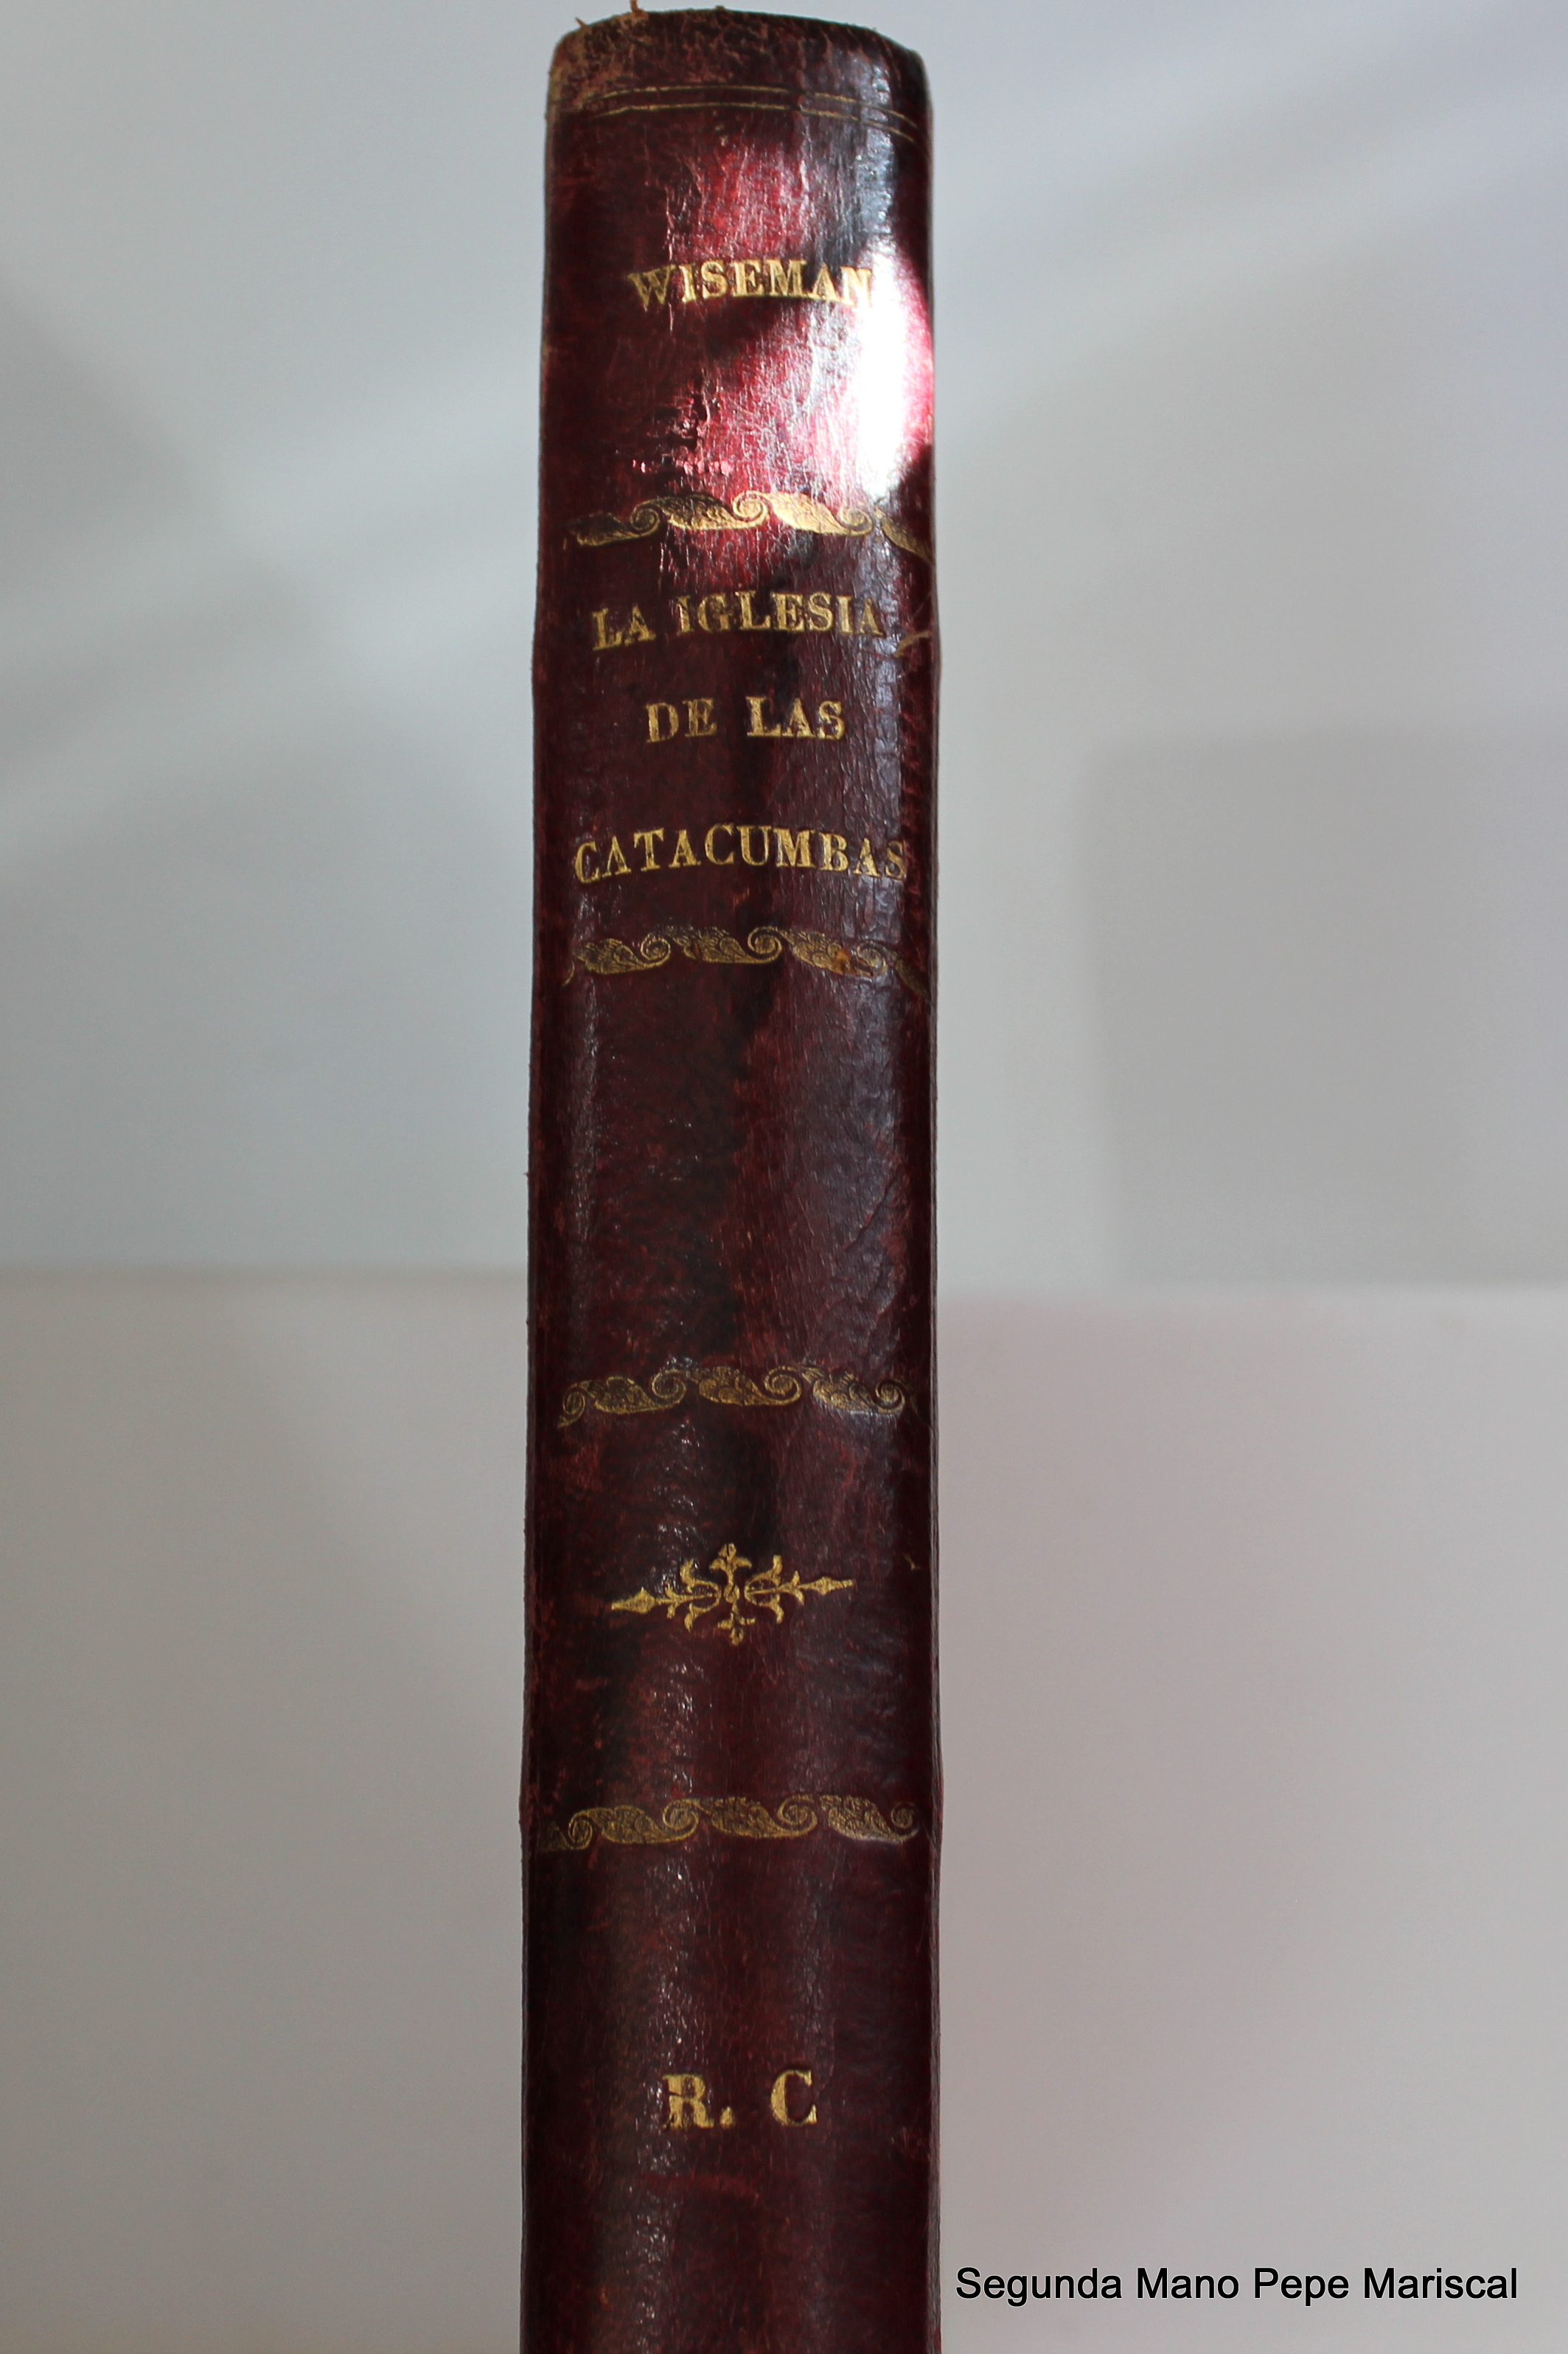 WISEMAN
LA IGLESIA
DE LAS
CATACUMBAS
R. C
Segunda Mano Pepe Mariscal